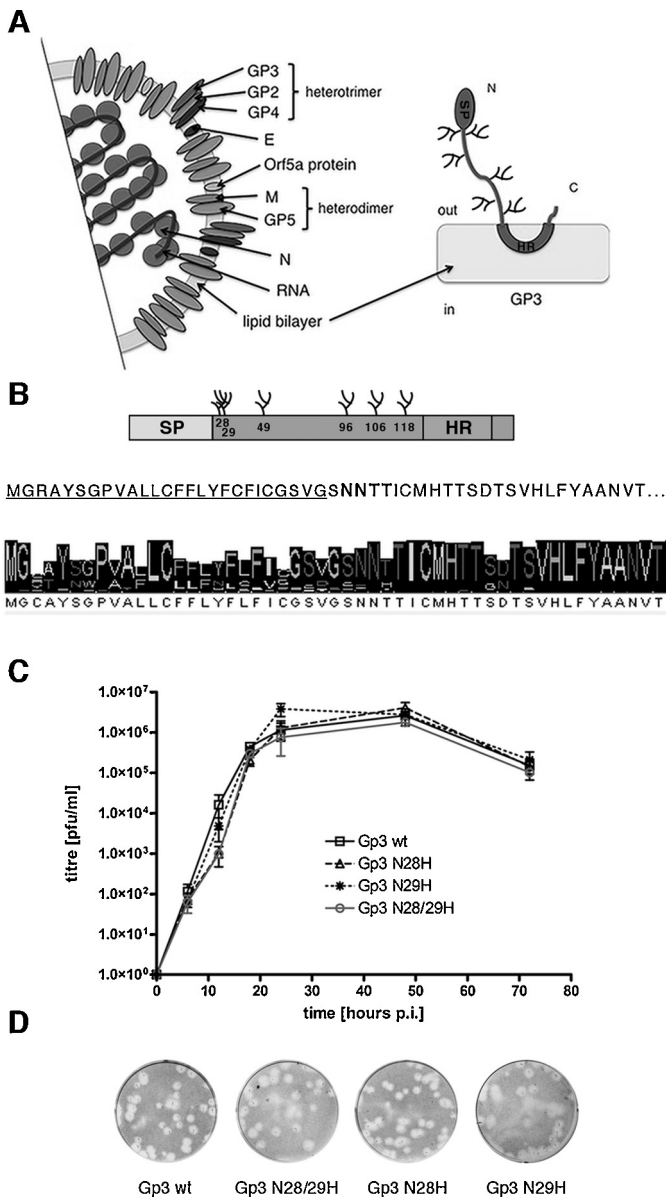 A
GP3
GP2 heterotrimer
GP4
E
Orf5a protein
M
GP5 heterodimer
N
RNA
lipid bilayer
N
SP
C
out
HR
GP3
in
B
SP 28 29 49 96 106 118 HR
MGRAYSGPVALLCFFLYFCFICGSVGSNNTTICMHTTSDTSVHLFYAANVT...
MGCAYSGPVALLCFFLYFLFICGSVGSNNTTICMHTTSDTSVHLFYAANVT
C
1.0×10⁷
1.0×10⁶
1.0×10⁵
1.0×10⁴
1.0×10³
1.0×10²
1.0×10¹
1.0×10⁰
titre [pfu/ml]
Gp3 wt
Gp3 N28H
Gp3 N29H
Gp3 N28/29H
0 10 20 30 40 50 60 70 80
time [hours p.i.]
D
Gp3 wt Gp3 N28/29H Gp3 N28H Gp3 N29H